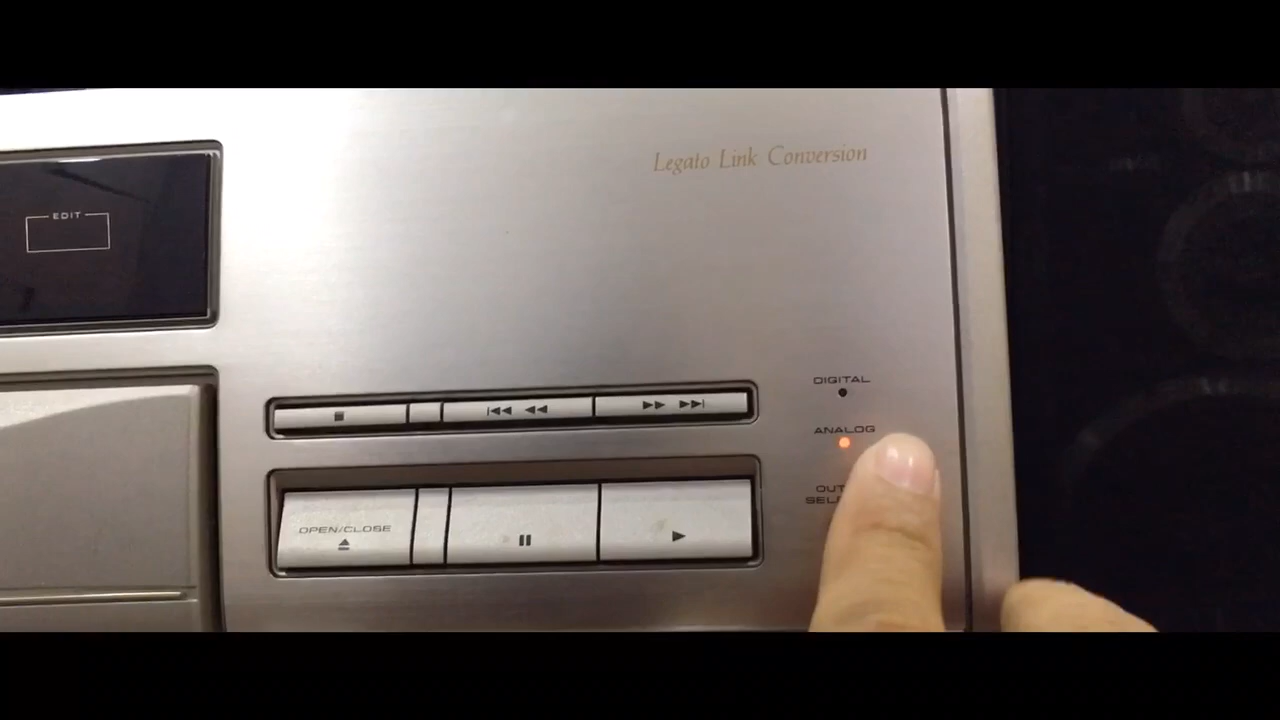 Legato Link Conversion
EDIT
DIGITAL
ANALOG
OPEN/CLOSE